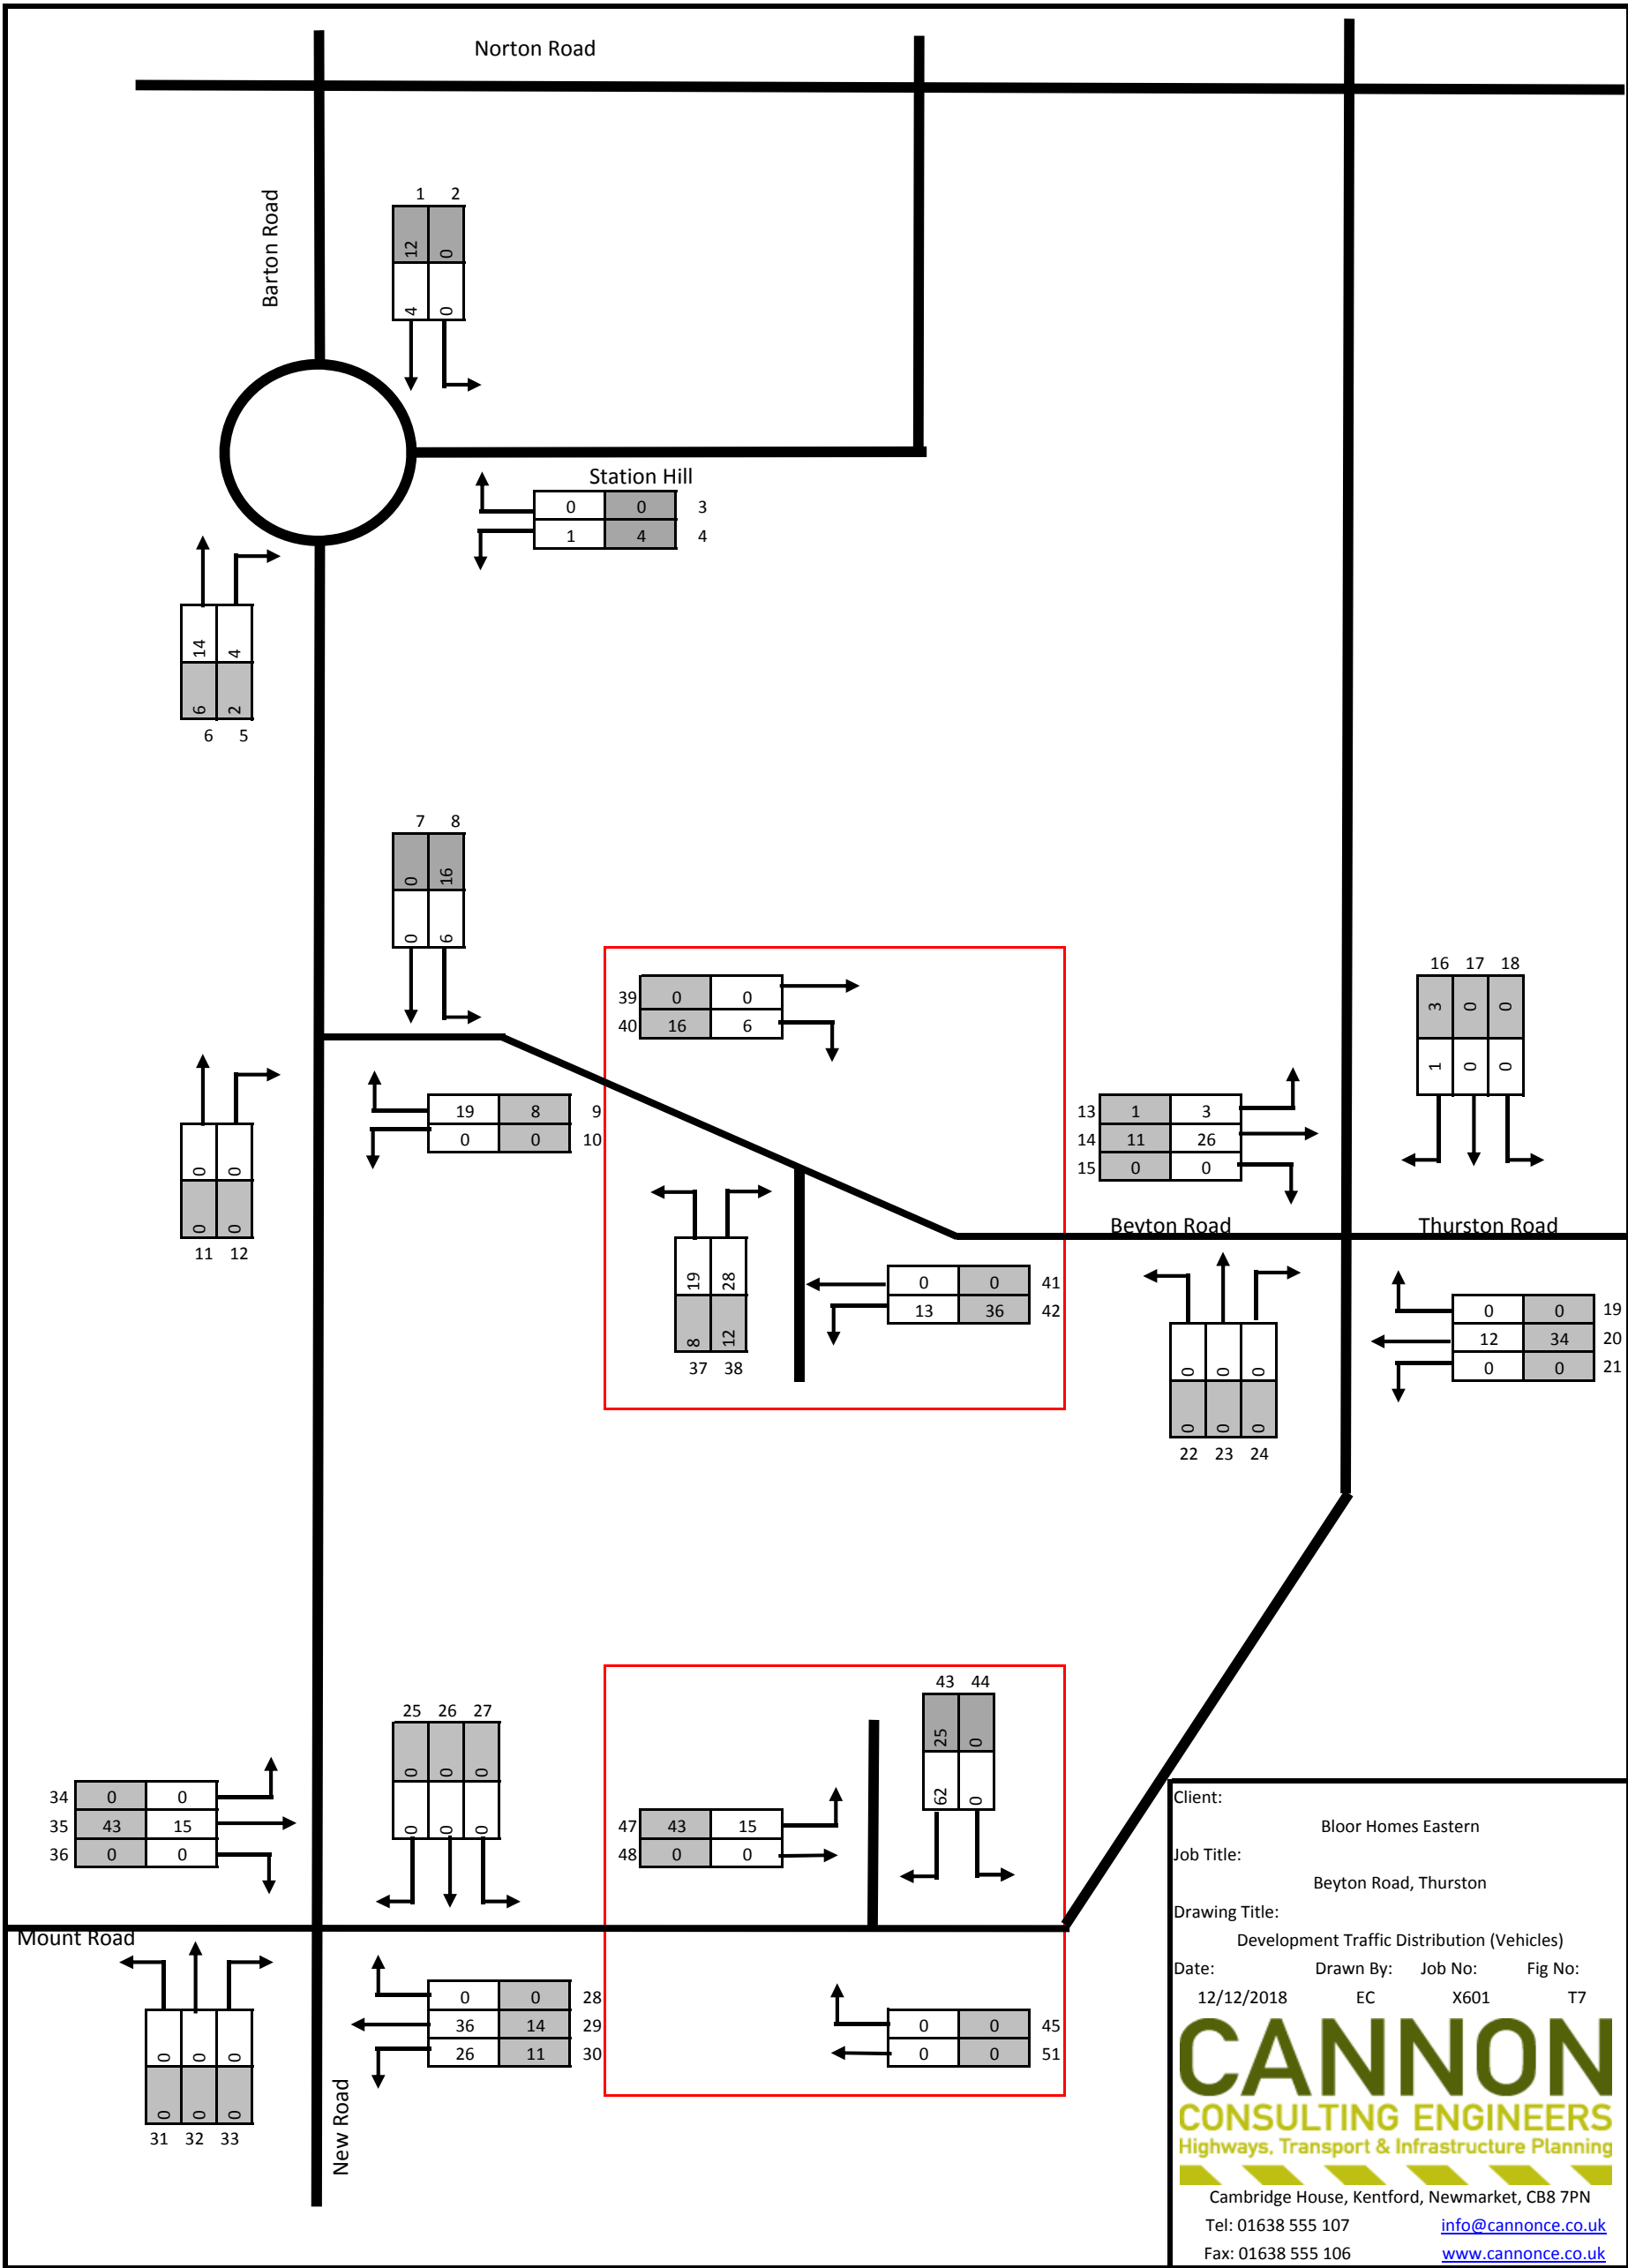 Norton Road
Barton Road
1 2
12 0
4 0
Station Hill
0 0 3
1 4 4
14 4
6 2
6 5
7 8
0 16
0 6
39 0 0
40 16 6
16 17 18
3 0 0
1 0 0
19 8 9
0 0 10
13 1 3
14 11 26
15 0 0
0 0
0 0
11 12
Beyton Road
Thurston Road
19 28
8 12
37 38
0 0 41
13 36 42
0 0 19
12 34 20
0 0 21
0 0 0
0 0 0
22 23 24
43 44
25 0
62 0
25 26 27
0 0 0
0 0 0
34 0 0
35 43 15
36 0 0
47 43 15
48 0 0
Mount Road
0 0 28
36 14 29
26 11 30
0 0 45
0 0 51
0 0 0
0 0 0
31 32 33
New Road
Client:
Bloor Homes Eastern
Job Title:
Beyton Road, Thurston
Drawing Title:
Development Traffic Distribution (Vehicles)
Date: Drawn By: Job No: Fig No:
12/12/2018 EC X601 T7
CANNON
CONSULTING ENGINEERS
Highways, Transport & Infrastructure Planning
Cambridge House, Kentford, Newmarket, CB8 7PN
Tel: 01638 555 107 info@cannonce.co.uk
Fax: 01638 555 106 www.cannonce.co.uk